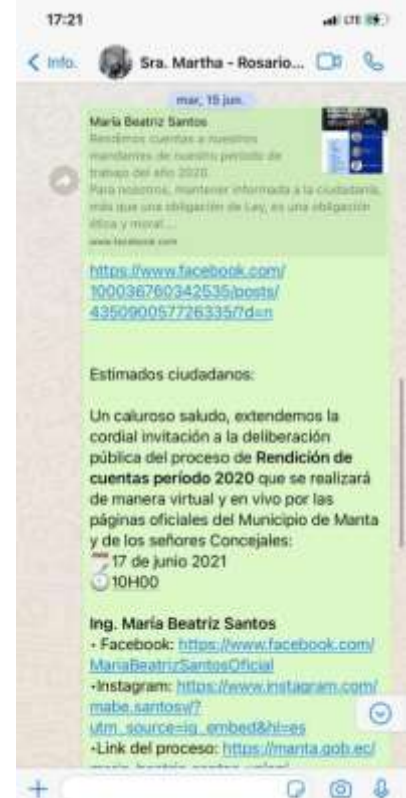 17:21
LTE
Info.
Sra. Martha - Rosario...
mar, 15 jun.
María Beatriz Santos
Rendimos cuentas a nuestros
mandantes de nuestro período de
trabajo del año 2020.
Para nosotros, mantener informada a la ciudadanía,
más que una obligación de Ley, es una obligación
ética y moral...
www.facebook.com
https://www.facebook.com/
100036760342535/posts/
435090057726335/?d=n
Estimados ciudadanos:
Un caluroso saludo, extendemos la
cordial invitación a la deliberación
pública del proceso de Rendición de
cuentas período 2020 que se realizará
de manera virtual y en vivo por las
páginas oficiales del Municipio de Manta
y de los señores Concejales:
17 de junio 2021
10H00
Ing. María Beatriz Santos
• Facebook: https://www.facebook.com/
MariaBeatrizSantosOficial
•Instagram: https://www.instagram.com/
mabe.santosv/?
utm_source=ig_embed&hl=es
•Link del proceso: https://manta.gob.ec/